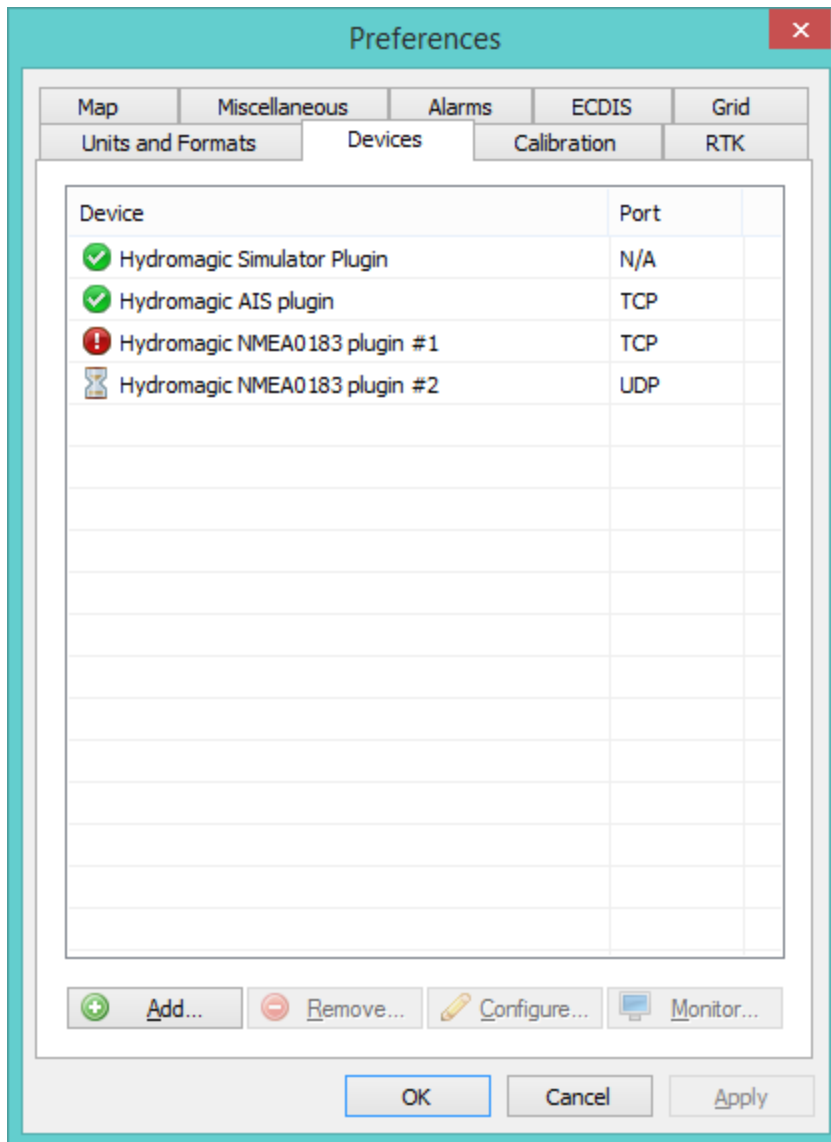 Preferences
Map Miscellaneous Alarms ECDIS Grid
Units and Formats Devices Calibration RTK
Device Port
Hydromagic Simulator Plugin N/A
Hydromagic AIS plugin TCP
Hydromagic NMEA0183 plugin #1 TCP
Hydromagic NMEA0183 plugin #2 UDP
Add... Remove... Configure... Monitor...
OK Cancel Apply